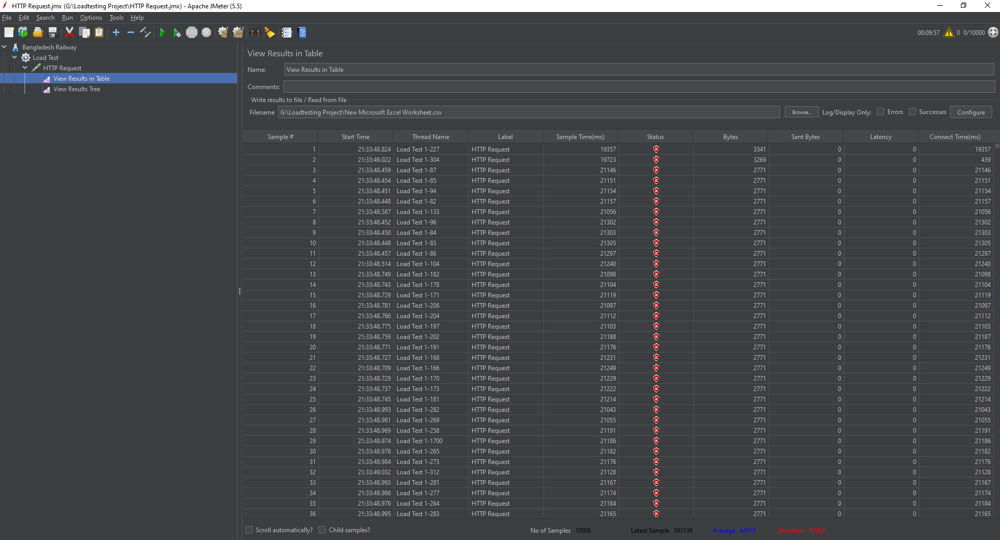 HTTP Request.jmx (G:\Loadtesting Project\HTTP Request.jmx) - Apache JMeter (5.5)
File Edit Search Run Options Tools Help
STOP ? 00:09:57 0 0/10000
Bangladesh Railway
Load Test
HTTP Request
View Results in Table
View Results Tree
View Results in Table
Name: View Results in Table
Comments:
Write results to file / Read from file
Filename G:\Loadtesting Project\New Microsoft Excel Worksheet.csv Browse... Log/Display Only: Errors Successes Configure
Sample # Start Time Thread Name Label Sample Time(ms) Status Bytes Sent Bytes Latency Connect Time(ms)
1 21:33:48.824 Load Test 1-227 HTTP Request 19357 3341 0 0 19357
2 21:33:49.022 Load Test 1-304 HTTP Request 19723 3269 0 0 439
3 21:33:48.459 Load Test 1-87 HTTP Request 21146 2771 0 0 21146
4 21:33:48.454 Load Test 1-85 HTTP Request 21151 2771 0 0 21151
5 21:33:48.451 Load Test 1-94 HTTP Request 21154 2771 0 0 21154
6 21:33:48.448 Load Test 1-82 HTTP Request 21157 2771 0 0 21157
7 21:33:48.587 Load Test 1-133 HTTP Request 21056 2771 0 0 21056
8 21:33:48.452 Load Test 1-96 HTTP Request 21302 2771 0 0 21302
9 21:33:48.450 Load Test 1-84 HTTP Request 21303 2771 0 0 21303
10 21:33:48.448 Load Test 1-83 HTTP Request 21305 2771 0 0 21305
11 21:33:48.457 Load Test 1-86 HTTP Request 21297 2771 0 0 21297
12 21:33:48.514 Load Test 1-104 HTTP Request 21240 2771 0 0 21240
13 21:33:48.749 Load Test 1-182 HTTP Request 21098 2771 0 0 21098
14 21:33:48.743 Load Test 1-178 HTTP Request 21104 2771 0 0 21104
15 21:33:48.729 Load Test 1-171 HTTP Request 21119 2771 0 0 21119
16 21:33:48.781 Load Test 1-206 HTTP Request 21097 2771 0 0 21097
17 21:33:48.766 Load Test 1-204 HTTP Request 21112 2771 0 0 21112
18 21:33:48.775 Load Test 1-197 HTTP Request 21103 2771 0 0 21103
19 21:33:48.759 Load Test 1-202 HTTP Request 21188 2771 0 0 21187
20 21:33:48.771 Load Test 1-191 HTTP Request 21176 2771 0 0 21176
21 21:33:48.727 Load Test 1-168 HTTP Request 21231 2771 0 0 21231
22 21:33:48.709 Load Test 1-166 HTTP Request 21249 2771 0 0 21249
23 21:33:48.729 Load Test 1-170 HTTP Request 21229 2771 0 0 21229
24 21:33:48.737 Load Test 1-173 HTTP Request 21222 2771 0 0 21222
25 21:33:48.745 Load Test 1-181 HTTP Request 21214 2771 0 0 21214
26 21:33:48.993 Load Test 1-282 HTTP Request 21043 2771 0 0 21043
27 21:33:48.981 Load Test 1-269 HTTP Request 21055 2771 0 0 21055
28 21:33:48.969 Load Test 1-258 HTTP Request 21191 2771 0 0 21191
29 21:33:48.974 Load Test 1-1700 HTTP Request 21186 2771 0 0 21186
30 21:33:48.978 Load Test 1-265 HTTP Request 21182 2771 0 0 21182
31 21:33:48.984 Load Test 1-273 HTTP Request 21176 2771 0 0 21176
32 21:33:49.032 Load Test 1-312 HTTP Request 21128 2771 0 0 21128
33 21:33:48.993 Load Test 1-281 HTTP Request 21167 2771 0 0 21167
34 21:33:48.986 Load Test 1-277 HTTP Request 21174 2771 0 0 21174
35 21:33:48.976 Load Test 1-264 HTTP Request 21184 2771 0 0 21184
36 21:33:48.995 Load Test 1-283 HTTP Request 21165 2771 0 0 21165
Scroll automatically? Child samples? No of Samples 10000 Latest Sample 593136 Average 44513 Deviation 57363